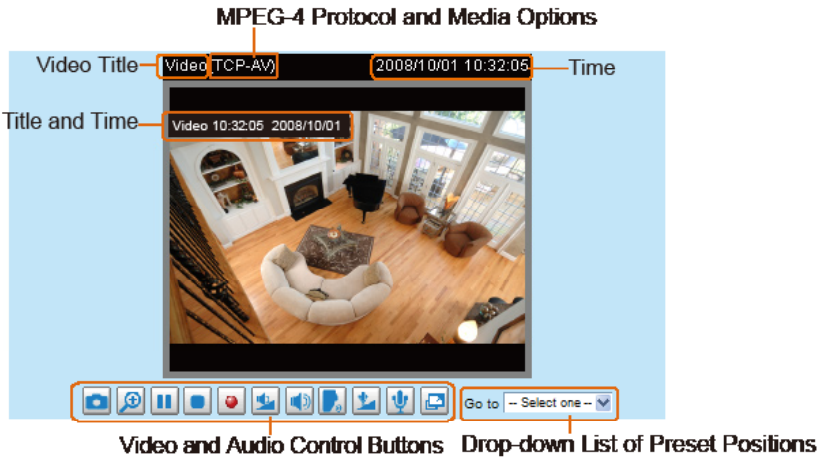 MPEG-4 Protocol and Media Options
Video Title
Video (TCP-AV)
2008/10/01 10:32:05
Time
Title and Time
Video 10:32:05 2008/10/01
Go to
-- Select one --
Video and Audio Control Buttons
Drop-down List of Preset Positions